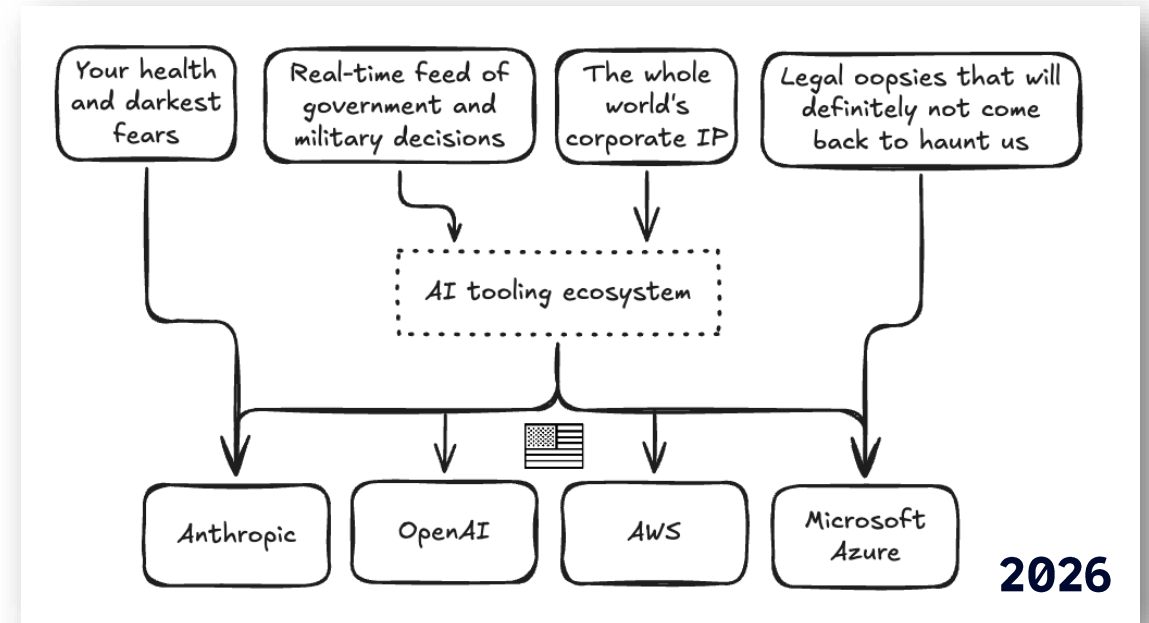 Your health
and darkest
fears
Real-time feed of
government and
military decisions
The whole
world's
corporate IP
Legal oopsies that will
definitely not come
back to haunt us
AI tooling ecosystem
Anthropic
OpenAI
AWS
Microsoft
Azure
2026